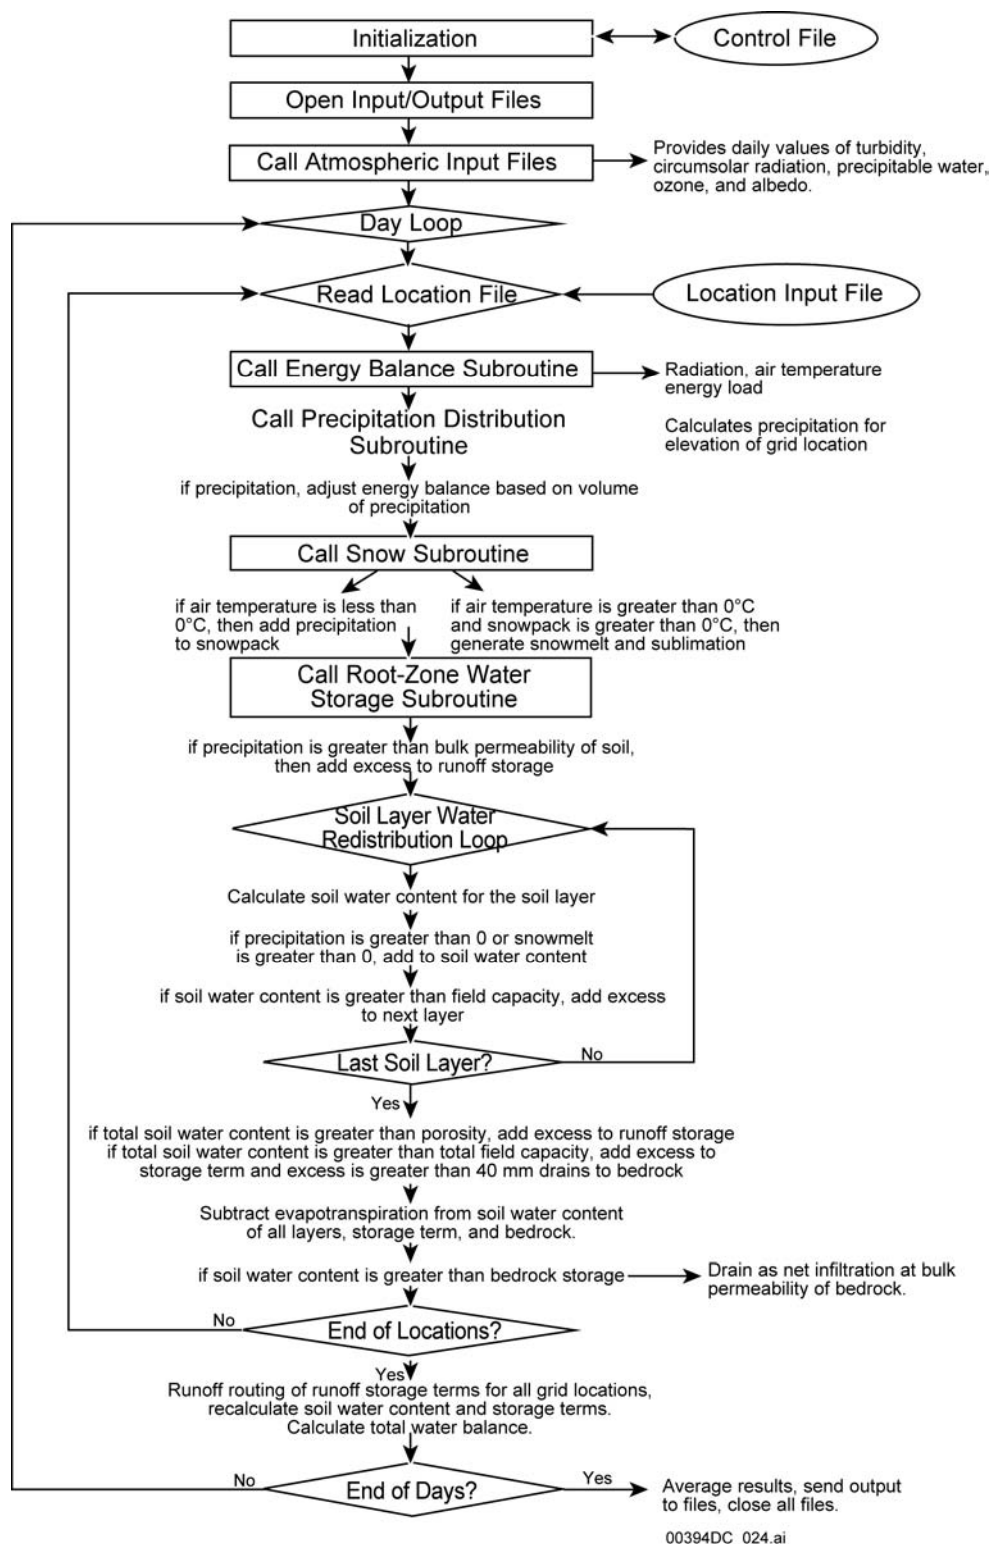 Initialization
Control File
Open Input/Output Files
Call Atmospheric Input Files
Provides daily values of turbidity,
circumsolar radiation, precipitable water,
ozone, and albedo.
Day Loop
Read Location File
Location Input File
Call Energy Balance Subroutine
Radiation, air temperature
energy load
Call Precipitation Distribution
Subroutine
Calculates precipitation for
elevation of grid location
if precipitation, adjust energy balance based on volume
of precipitation
Call Snow Subroutine
if air temperature is less than
0°C, then add precipitation
to snowpack
if air temperature is greater than 0°C
and snowpack is greater than 0°C, then
generate snowmelt and sublimation
Call Root-Zone Water
Storage Subroutine
if precipitation is greater than bulk permeability of soil,
then add excess to runoff storage
Soil Layer Water
Redistribution Loop
Calculate soil water content for the soil layer
if precipitation is greater than 0 or snowmelt
is greater than 0, add to soil water content
if soil water content is greater than field capacity, add excess
to next layer
Last Soil Layer?
No
Yes
if total soil water content is greater than porosity, add excess to runoff storage
if total soil water content is greater than total field capacity, add excess to
storage term and excess is greater than 40 mm drains to bedrock
Subtract evapotranspiration from soil water content
of all layers, storage term, and bedrock.
if soil water content is greater than bedrock storage
Drain as net infiltration at bulk
permeability of bedrock.
No
End of Locations?
Yes
Runoff routing of runoff storage terms for all grid locations,
recalculate soil water content and storage terms.
Calculate total water balance.
No
End of Days?
Yes
Average results, send output
to files, close all files.
00394DC_024.ai